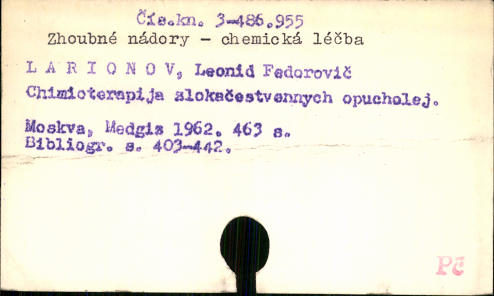 Čís.kn. 3-486.955
Zhoubné nádory - chemická léčba
L A R I O N O V, Leonid Fedorovič
Chimioterapija zlokačestvennych opucholej.
Moskva, Medgiz 1962. 463 s.
Bibliogr. s. 403-442.
Pč